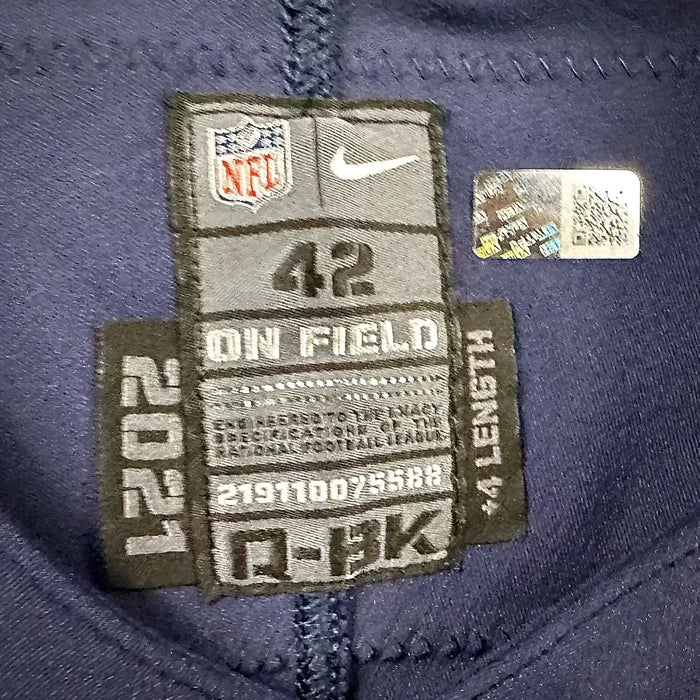 NFL
42
ON FIELD
ENGINEERED TO THE EXACT
SPECIFICATIONS OF THE
NATIONAL FOOTBALL LEAGUE
219110075588
Q-BK
2021
+4 LENGTH